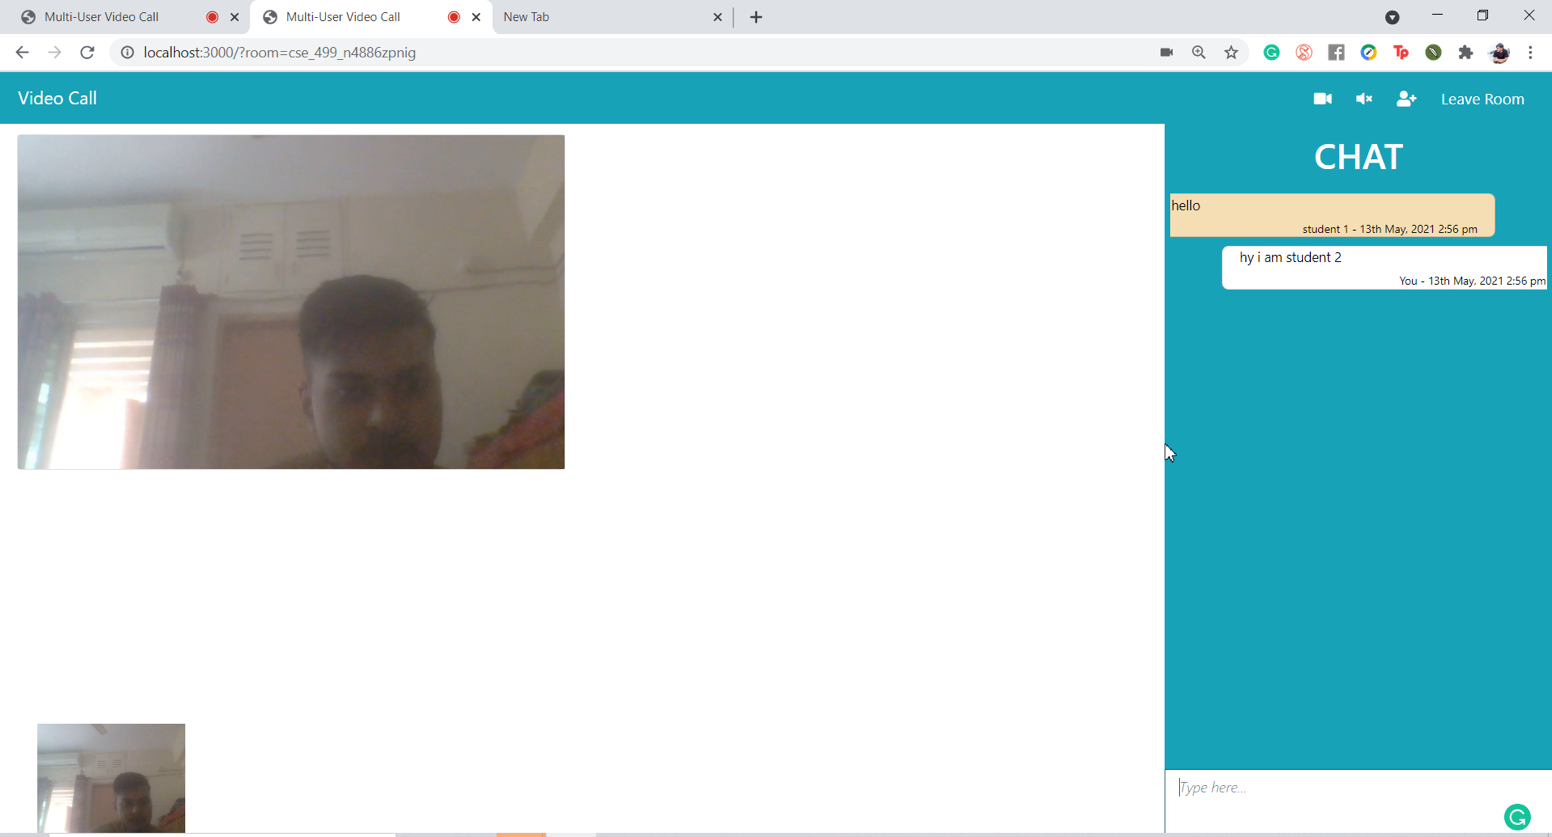 Multi-User Video Call
Multi-User Video Call
New Tab
localhost:3000/?room=cse_499_n4886zpnig
Tp
Video Call
Leave Room
CHAT
hello
student 1 - 13th May, 2021 2:56 pm
hy i am student 2
You - 13th May, 2021 2:56 pm
Type here...